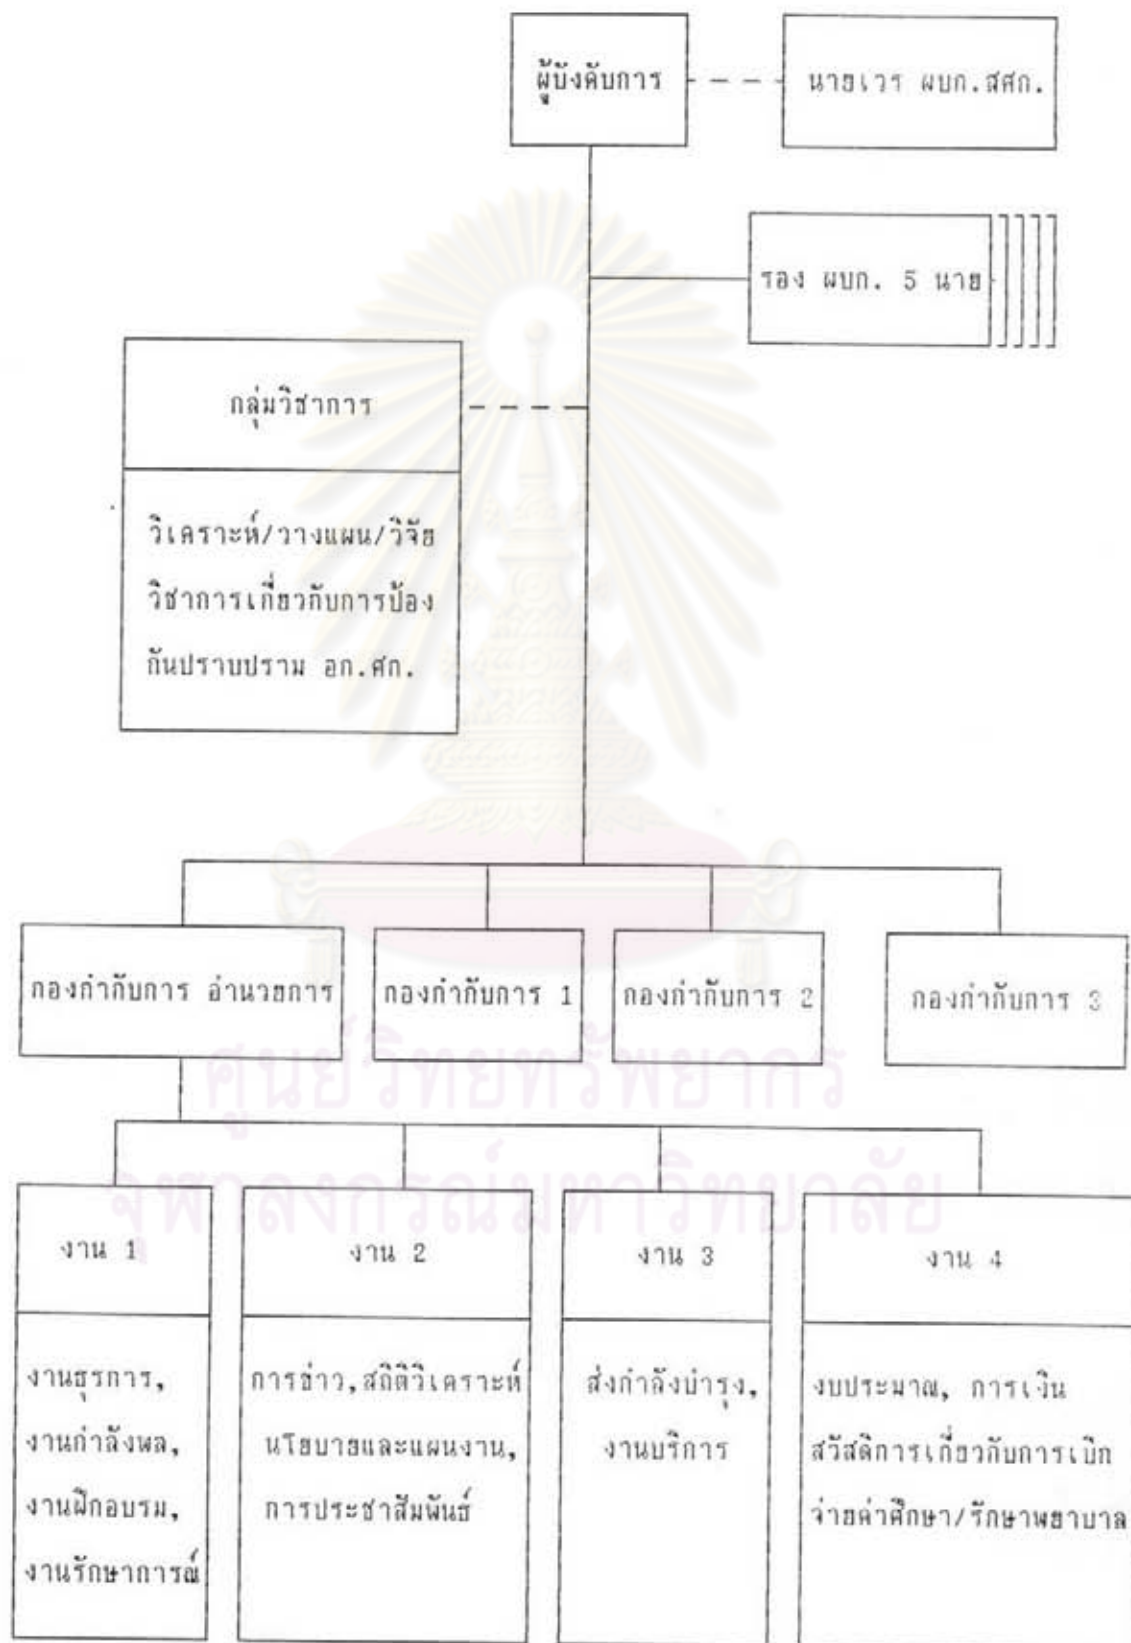 ผู้บังคับการ
นายเวร ผบก.สศก.
รอง ผบก. 5 นาย
กลุ่มวิชาการ
วิเคราะห์/วางแผน/วิจัย
วิชาการเกี่ยวกับการป้อง
กันปราบปราม อก.ศก.
กองกำกับการ อำนวยการ
กองกำกับการ 1
กองกำกับการ 2
กองกำกับการ 3
ศูนย์วิทยทรัพยากร
จุฬาลงกรณ์มหาวิทยาลัย
งาน 1
งานธุรการ,
งานกำลังพล,
งานฝึกอบรม,
งานรักษาการณ์
งาน 2
การข่าว,สถิติวิเคราะห์
นโยบายและแผนงาน,
การประชาสัมพันธ์
งาน 3
ส่งกำลังบำรุง,
งานบริการ
งาน 4
งบประมาณ, การเงิน
สวัสดิการเกี่ยวกับการเบิก
จ่ายค่าศึกษา/รักษาพยาบาล